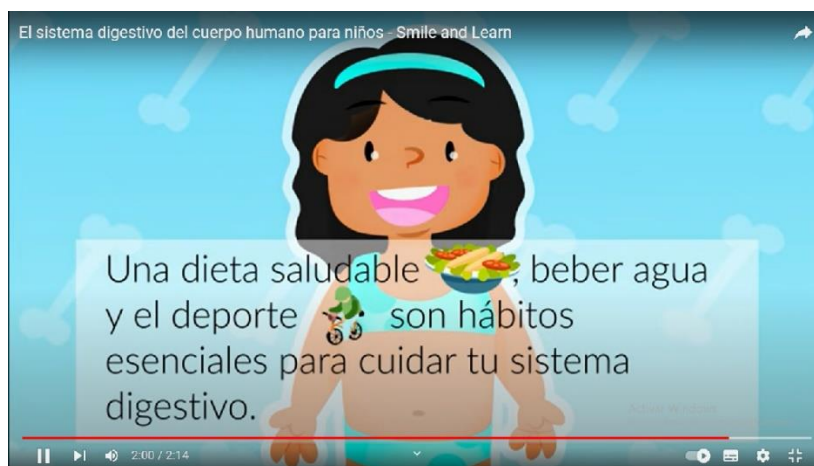 El sistema digestivo del cuerpo humano para niños - Smile and Learn
Una dieta saludable , beber agua
y el deporte son hábitos
esenciales para cuidar tu sistema
digestivo.
2:00 / 2:14